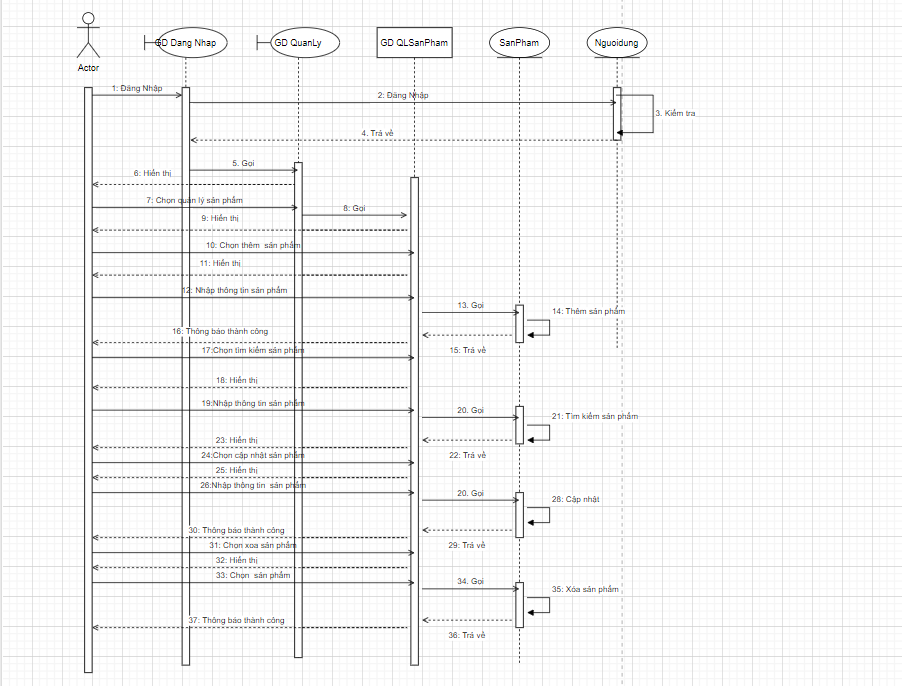 GD Dang Nhap
GD QuanLy
GD QLSanPham
SanPham
Nguoidung
Actor
1: Đăng Nhập
2: Đăng Nhập
3. Kiểm tra
4. Trả về
5. Gọi
6: Hiển thị
7: Chọn quản lý sản phẩm
8: Gọi
9: Hiển thị
10: Chọn thêm sản phẩm
11: Hiển thị
12: Nhập thông tin sản phẩm
13. Gọi
14: Thêm sản phẩm
15: Trả về
16: Thông báo thành công
17:Chọn tìm kiếm sản phẩm
18: Hiển thị
19:Nhập thông tin sản phẩm
20. Gọi
21: Tìm kiếm sản phẩm
22: Trả về
23: Hiển thị
24:Chọn cập nhật sản phẩm
25: Hiển thị
26:Nhập thông tin sản phẩm
20. Gọi
28: Cập nhật
29: Trả về
30: Thông báo thành công
31: Chọn xoa sản phẩm
32: Hiển thị
33: Chọn sản phẩm
34. Gọi
35: Xóa sản phẩm
36: Trả về
37: Thông báo thành công